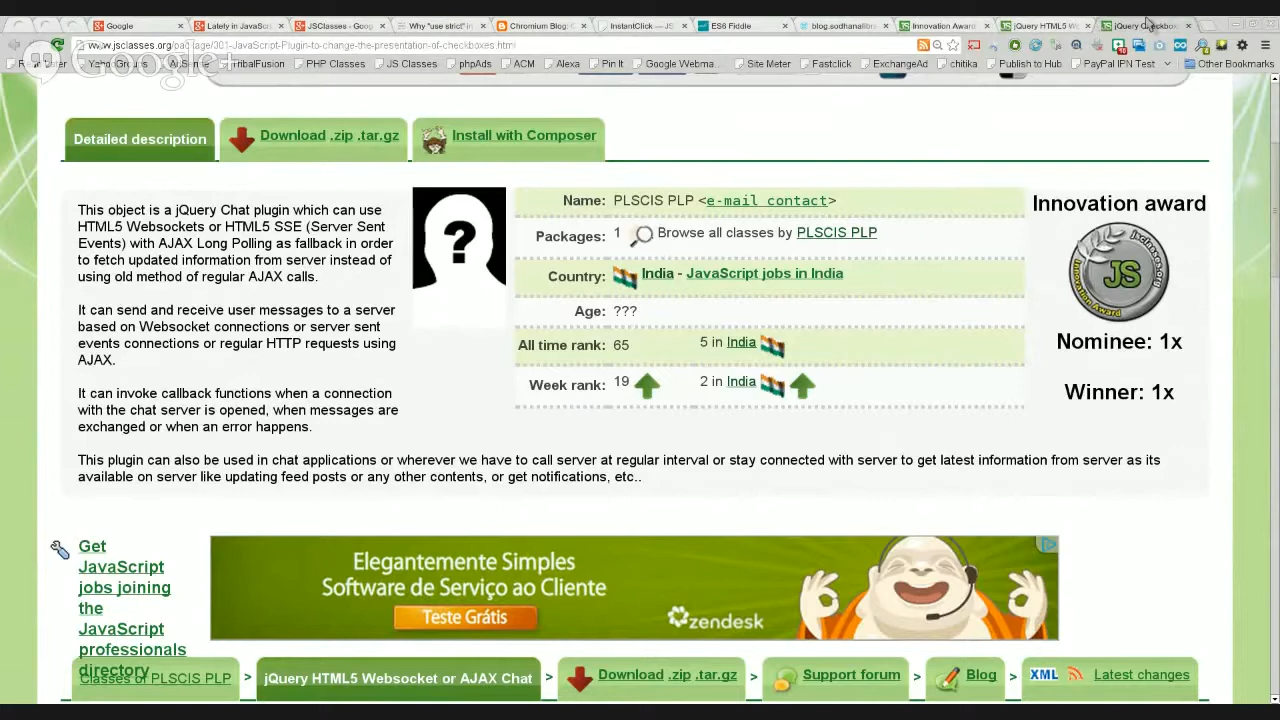 Google
Lately in JavaScr
JSClasses - Goo
Why "use strict" in
Chromium Blog:
InstantClick — JS
ES6 Fiddle
blog.sodhanalibra
Innovation Award
jQuery HTML5 We
jQuery Checkbox
www.jsclasses.org/package/001-JavaScript-Plugin-to-change-the-presentation-of-checkboxes.html
Google+
Yahoo Groups
TribalFusion
PHP Classes
JS Classes
phpAds
ACM
Alexa
Pin It
Google Webma
Site Meter
Fastclick
ExchangeAd
chitika
Publish to Hub
PayPal IPN Test
Other Bookmarks
Detailed description
Download .zip .tar.gz
Install with Composer
This object is a jQuery Chat plugin which can use
HTML5 Websockets or HTML5 SSE (Server Sent
Events) with AJAX Long Polling as fallback in order
to fetch updated information from server instead of
using old method of regular AJAX calls.
It can send and receive user messages to a server
based on Websocket connections or server sent
events connections or regular HTTP requests using
AJAX.
It can invoke callback functions when a connection
with the chat server is opened, when messages are
exchanged or when an error happens.
This plugin can also be used in chat applications or wherever we have to call server at regular interval or stay connected with server to get latest information from server as its
available on server like updating feed posts or any other contents, or get notifications, etc..
?
Name: PLSCIS PLP <e-mail contact>
Packages: 1 Browse all classes by PLSCIS PLP
Country: India - JavaScript jobs in India
Age: ???
All time rank: 65 5 in India
Week rank: 19 2 in India
Innovation award
jsclasses.org
JS
Innovation Award
Nominee: 1x
Winner: 1x
Get
JavaScript
jobs joining
the
JavaScript
professionals
directory
Elegantemente Simples
Software de Serviço ao Cliente
Teste Grátis
zendesk
Classes of PLSCIS PLP > jQuery HTML5 Websocket or AJAX Chat > Download .zip .tar.gz > Support forum > Blog > XML Latest changes